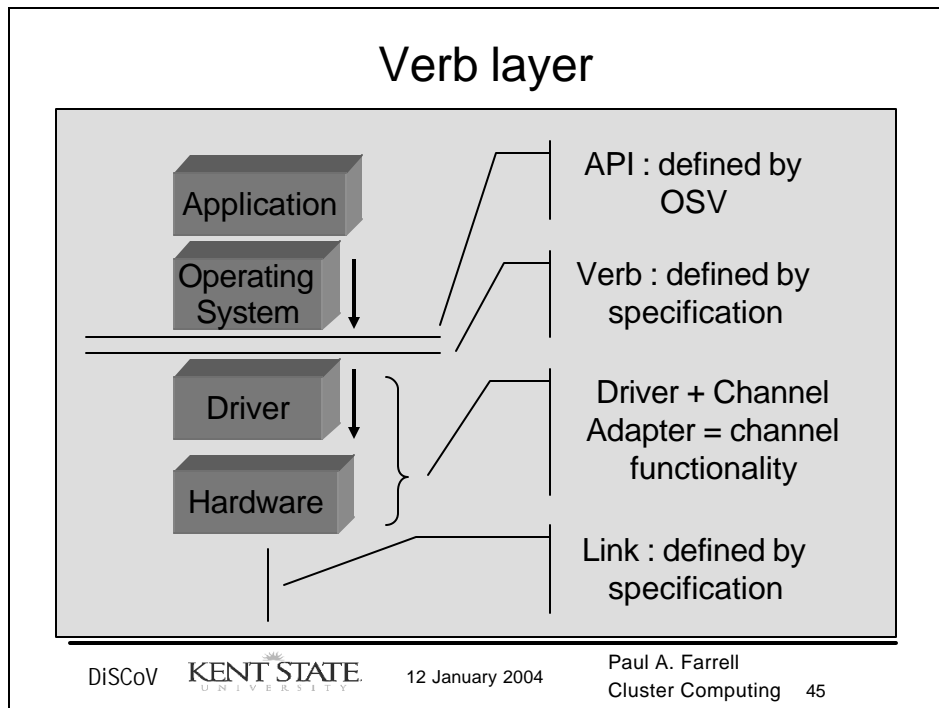 Verb layer
Application
Operating
System
Driver
Hardware
API : defined by
OSV
Verb : defined by
specification
Driver + Channel
Adapter = channel
functionality
Link : defined by
specification
DiSCoV
KENT STATE
UNIVERSITY
12 January 2004
Paul A. Farrell
Cluster Computing 45